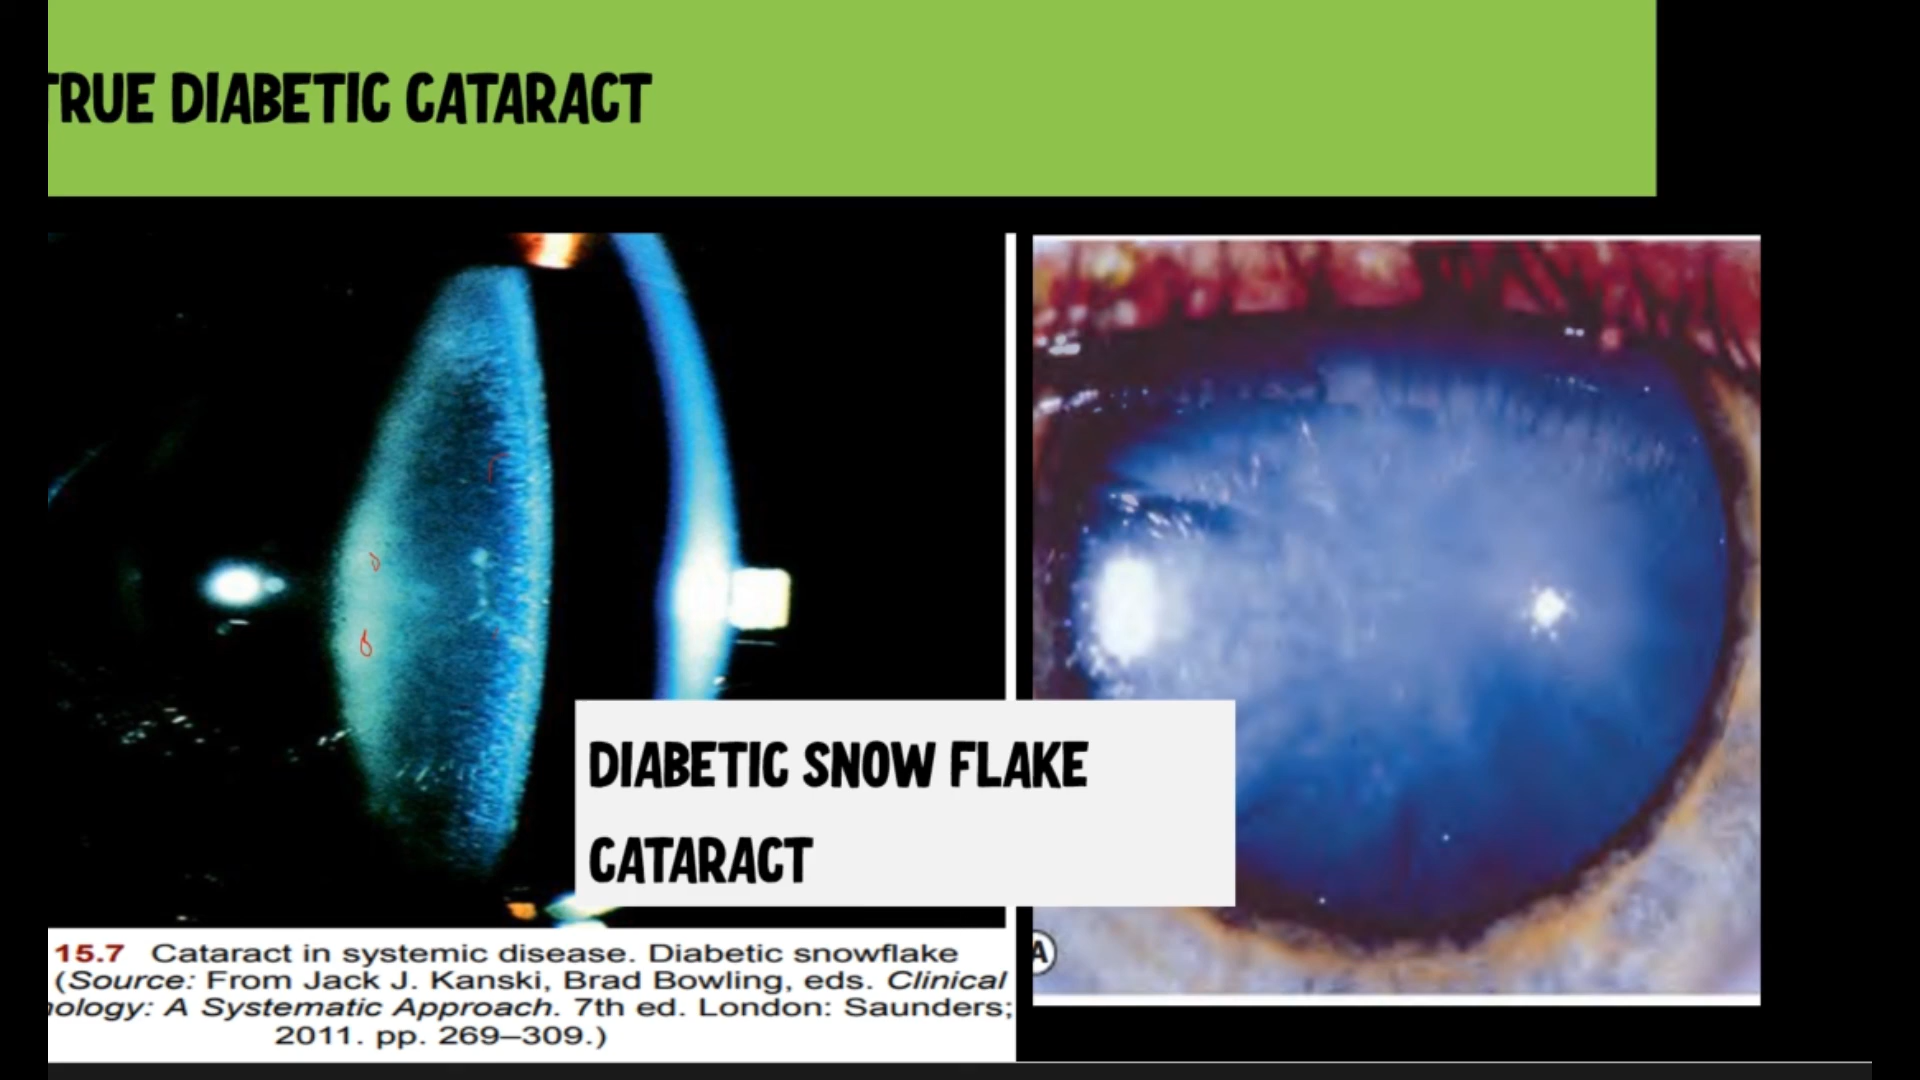 TRUE DIABETIC CATARACT
DIABETIC SNOW FLAKE
CATARACT
15.7 Cataract in systemic disease. Diabetic snowflake
(Source: From Jack J. Kanski, Brad Bowling, eds. Clinical
nology: A Systematic Approach. 7th ed. London: Saunders;
2011. pp. 269–309.)
A